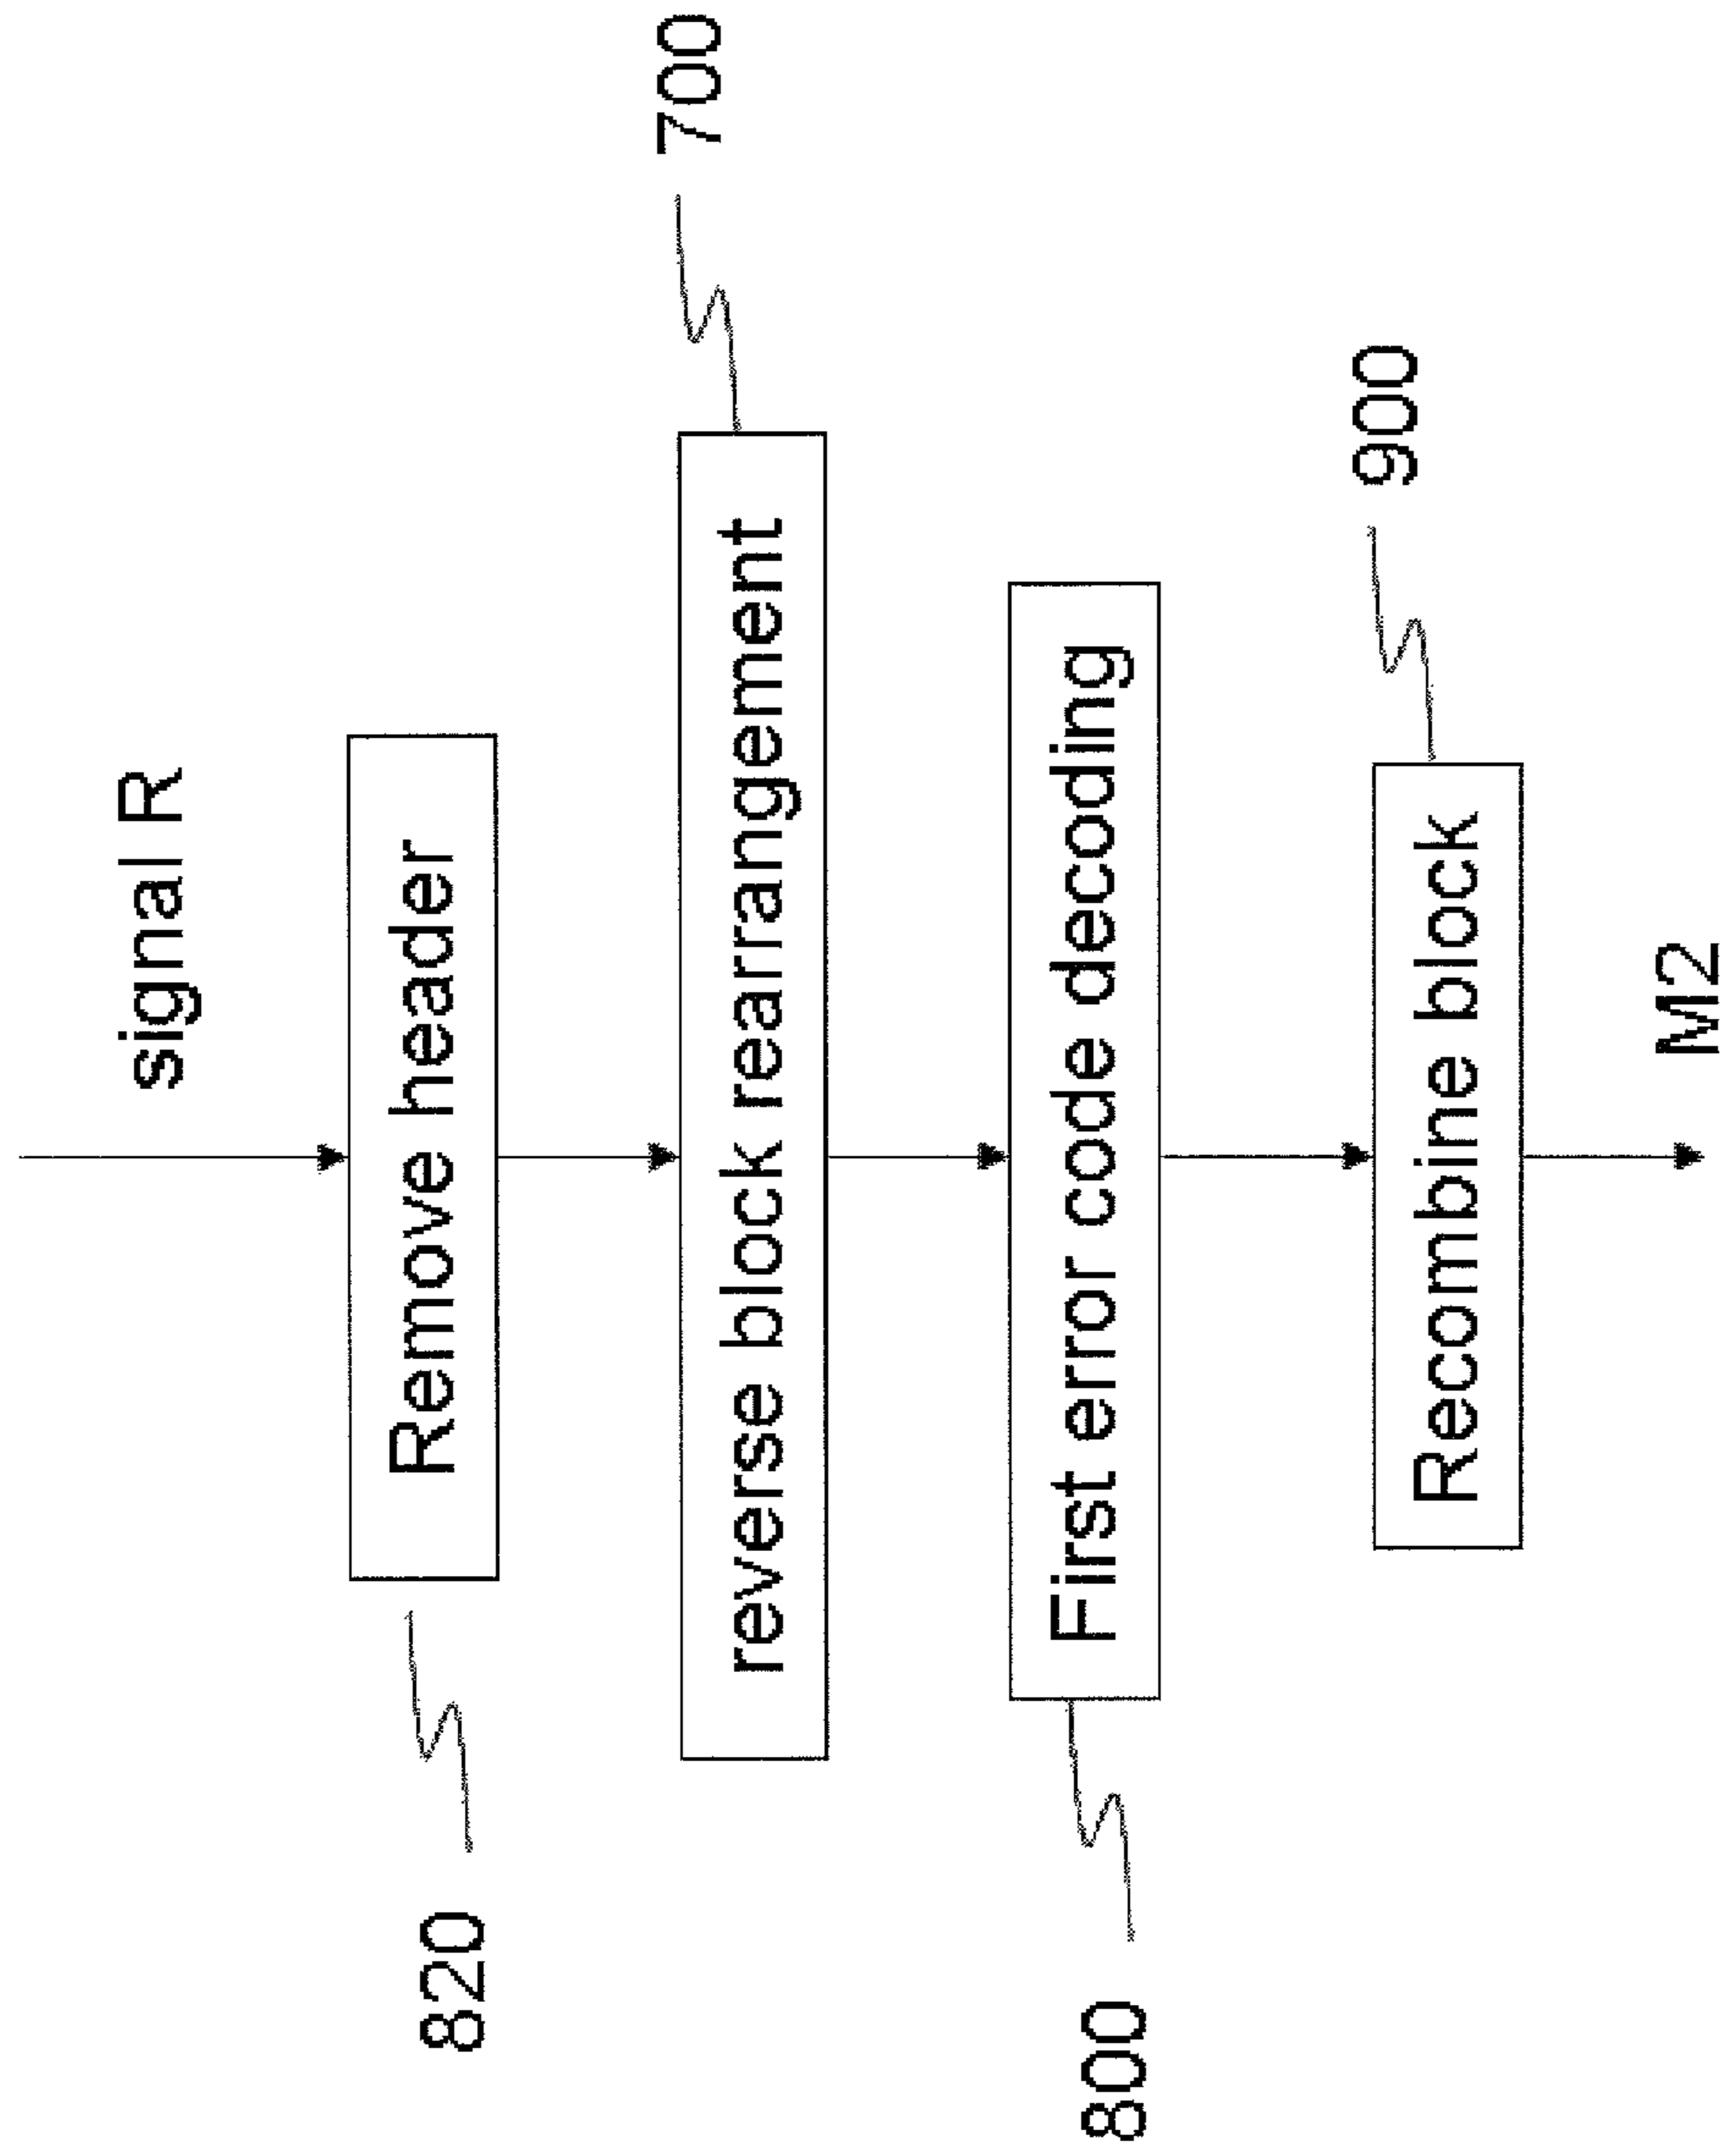 signal R
Remove header
820
reverse block rearrangement
700
First error code decoding
800
Recombine block
900
M2